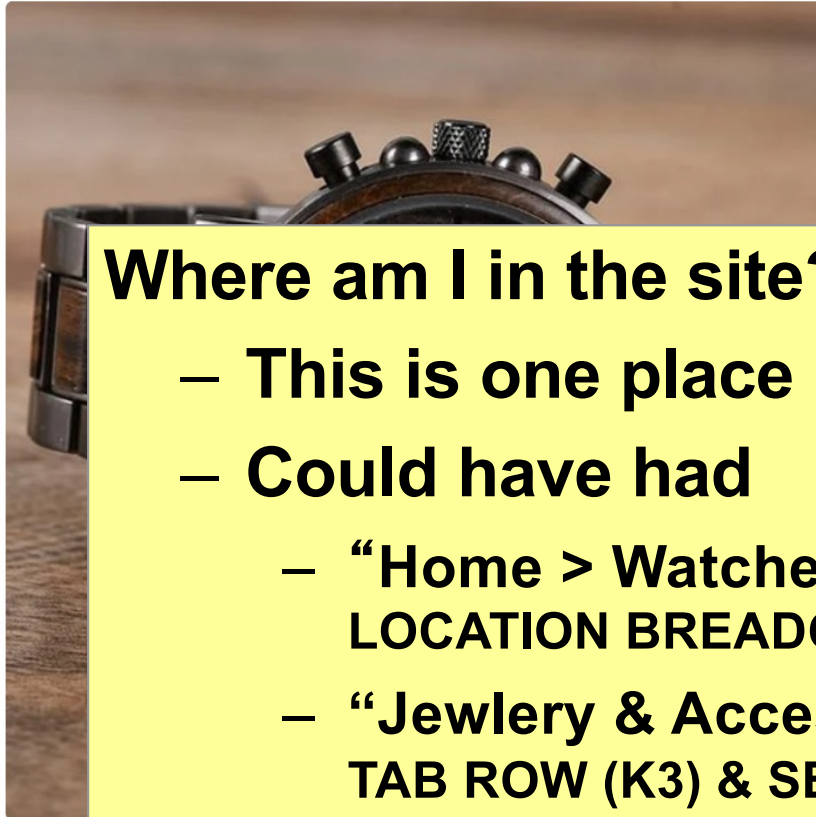 Where am I in the site?
– This is one place
– Could have had
– “Home > Watche
LOCATION BREAD
– “Jewlery & Acce
TAB ROW (K3) & S